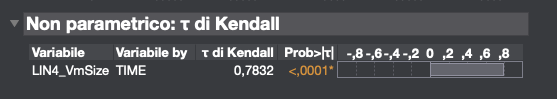 Non parametrico: τ di Kendall
Variabile Variabile by τ di Kendall Prob>|τ| -,8 -,6 -,4 -,2 0 ,2 ,4 ,6 ,8
LIN4_VmSize TIME 0,7832 <,0001*